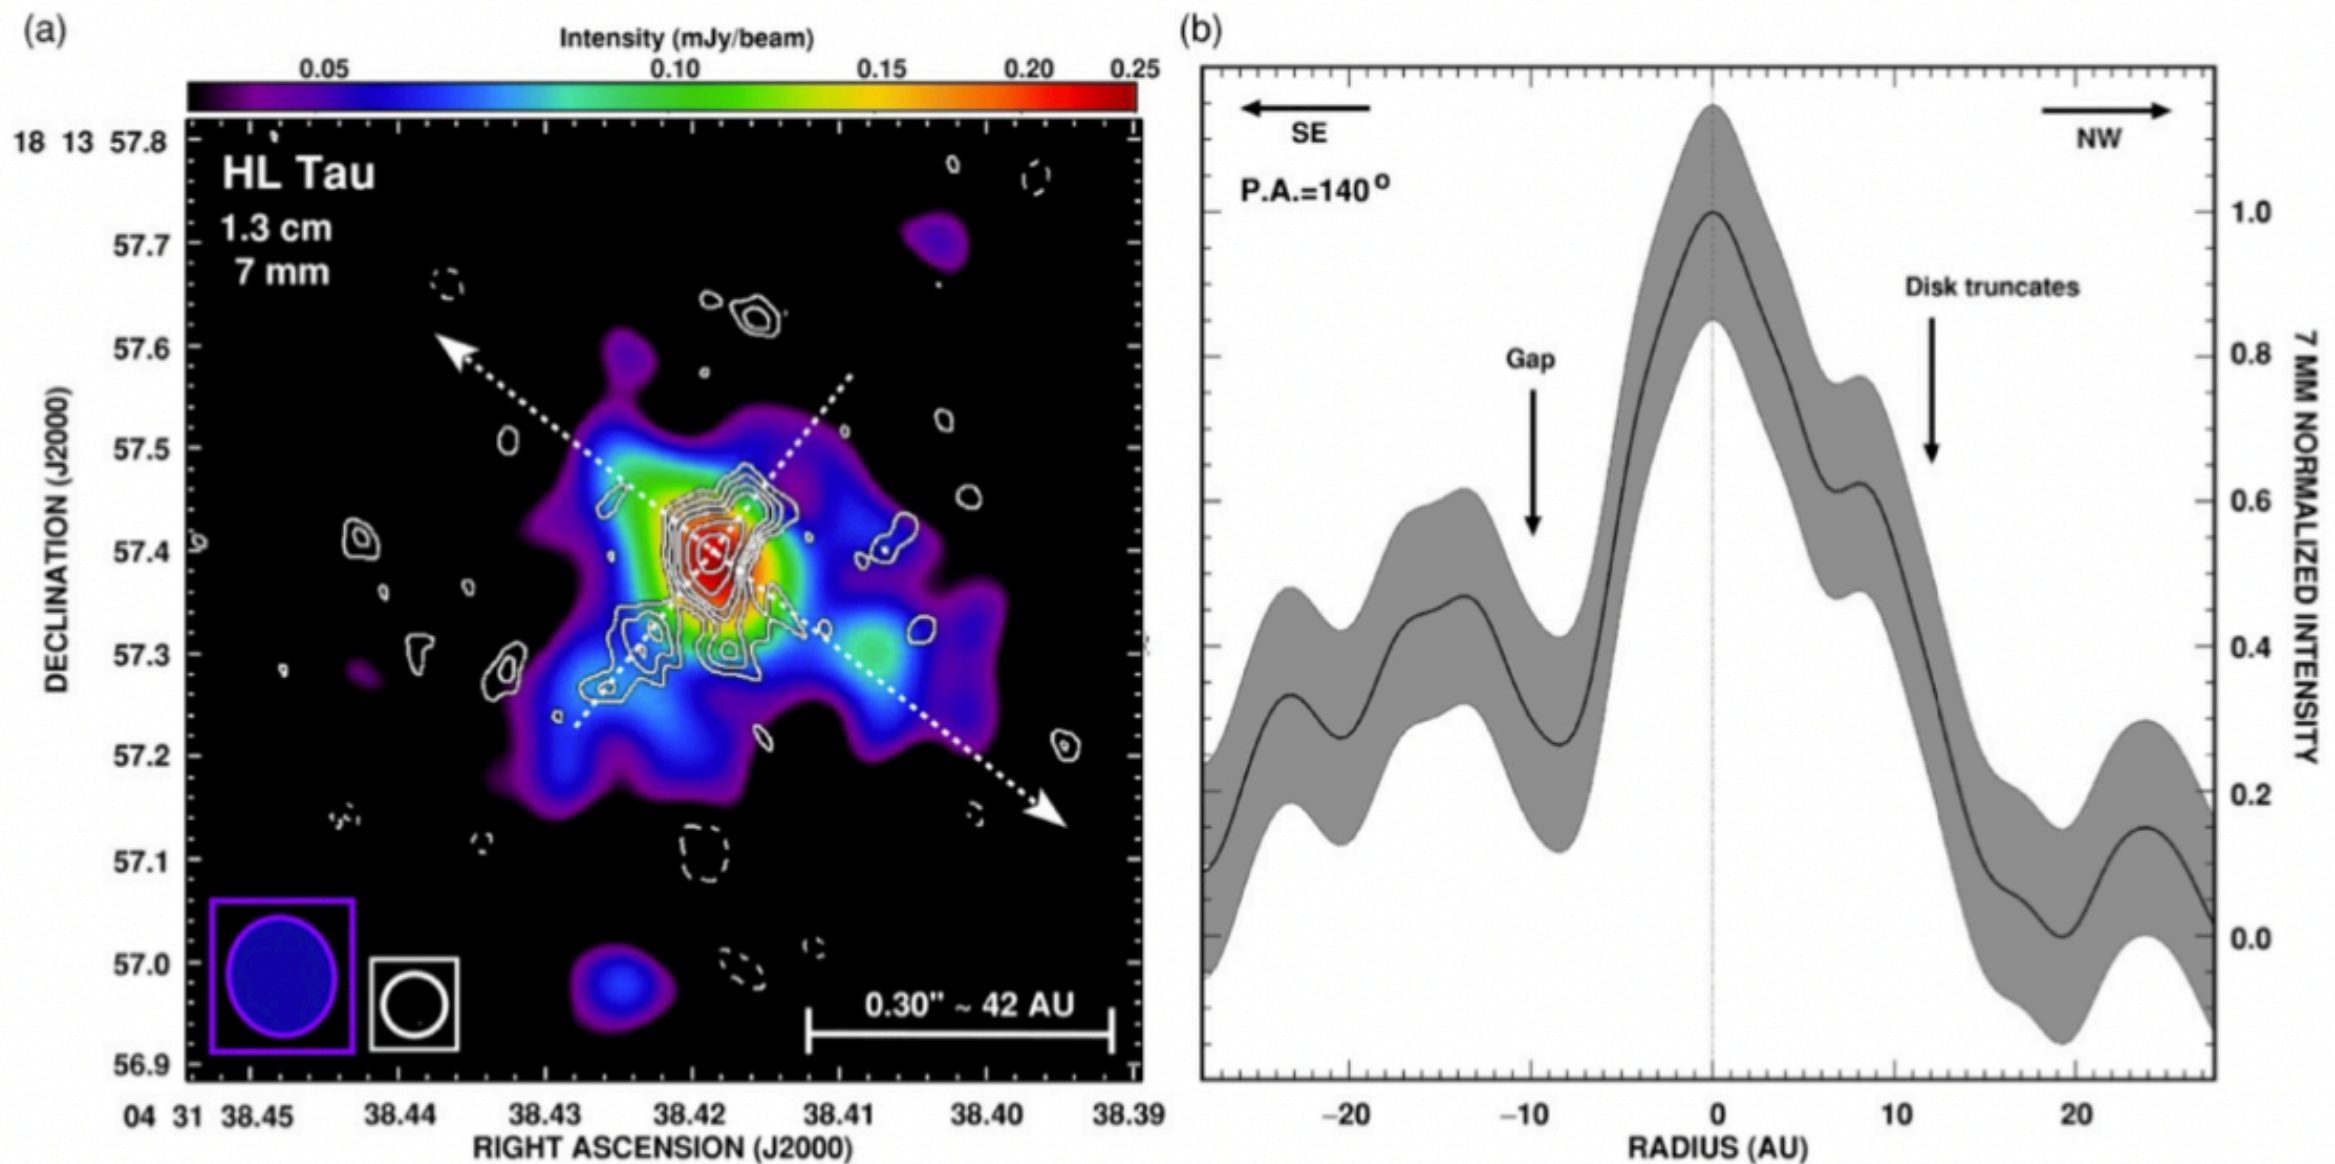 (a)
Intensity (mJy/beam)
0.05 0.10 0.15 0.20 0.25
HL Tau
1.3 cm
7 mm
18 13 57.8
57.7
57.6
57.5
57.4
57.3
57.2
57.1
57.0
56.9
DECLINATION (J2000)
0.30" ~ 42 AU
04 31 38.45 38.44 38.43 38.42 38.41 38.40 38.39
RIGHT ASCENSION (J2000)
(b)
SE
NW
P.A.=140°
Gap
Disk truncates
1.0
0.8
0.6
0.4
0.2
0.0
7 MM NORMALIZED INTENSITY
−20 −10 0 10 20
RADIUS (AU)